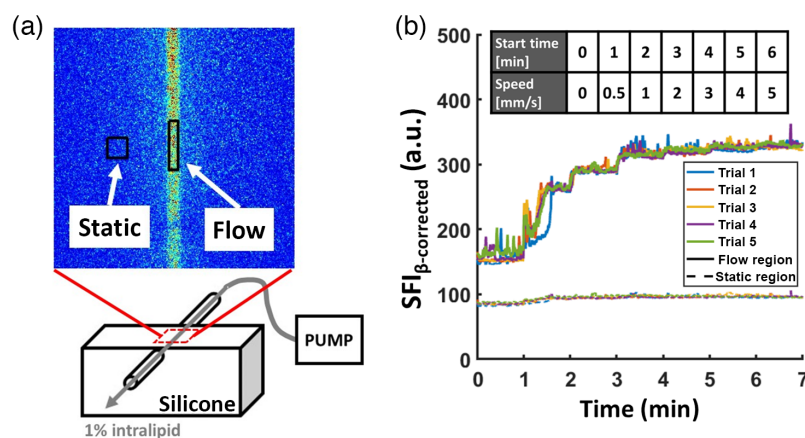 (a)
Static
Flow
PUMP
Silicone
1% intralipid
(b)
Start time [min] 0 1 2 3 4 5 6
Speed [mm/s] 0 0.5 1 2 3 4 5
500
400
300
200
100
0
SFIβ-corrected (a.u.)
Trial 1
Trial 2
Trial 3
Trial 4
Trial 5
Flow region
Static region
0 1 2 3 4 5 6 7
Time (min)